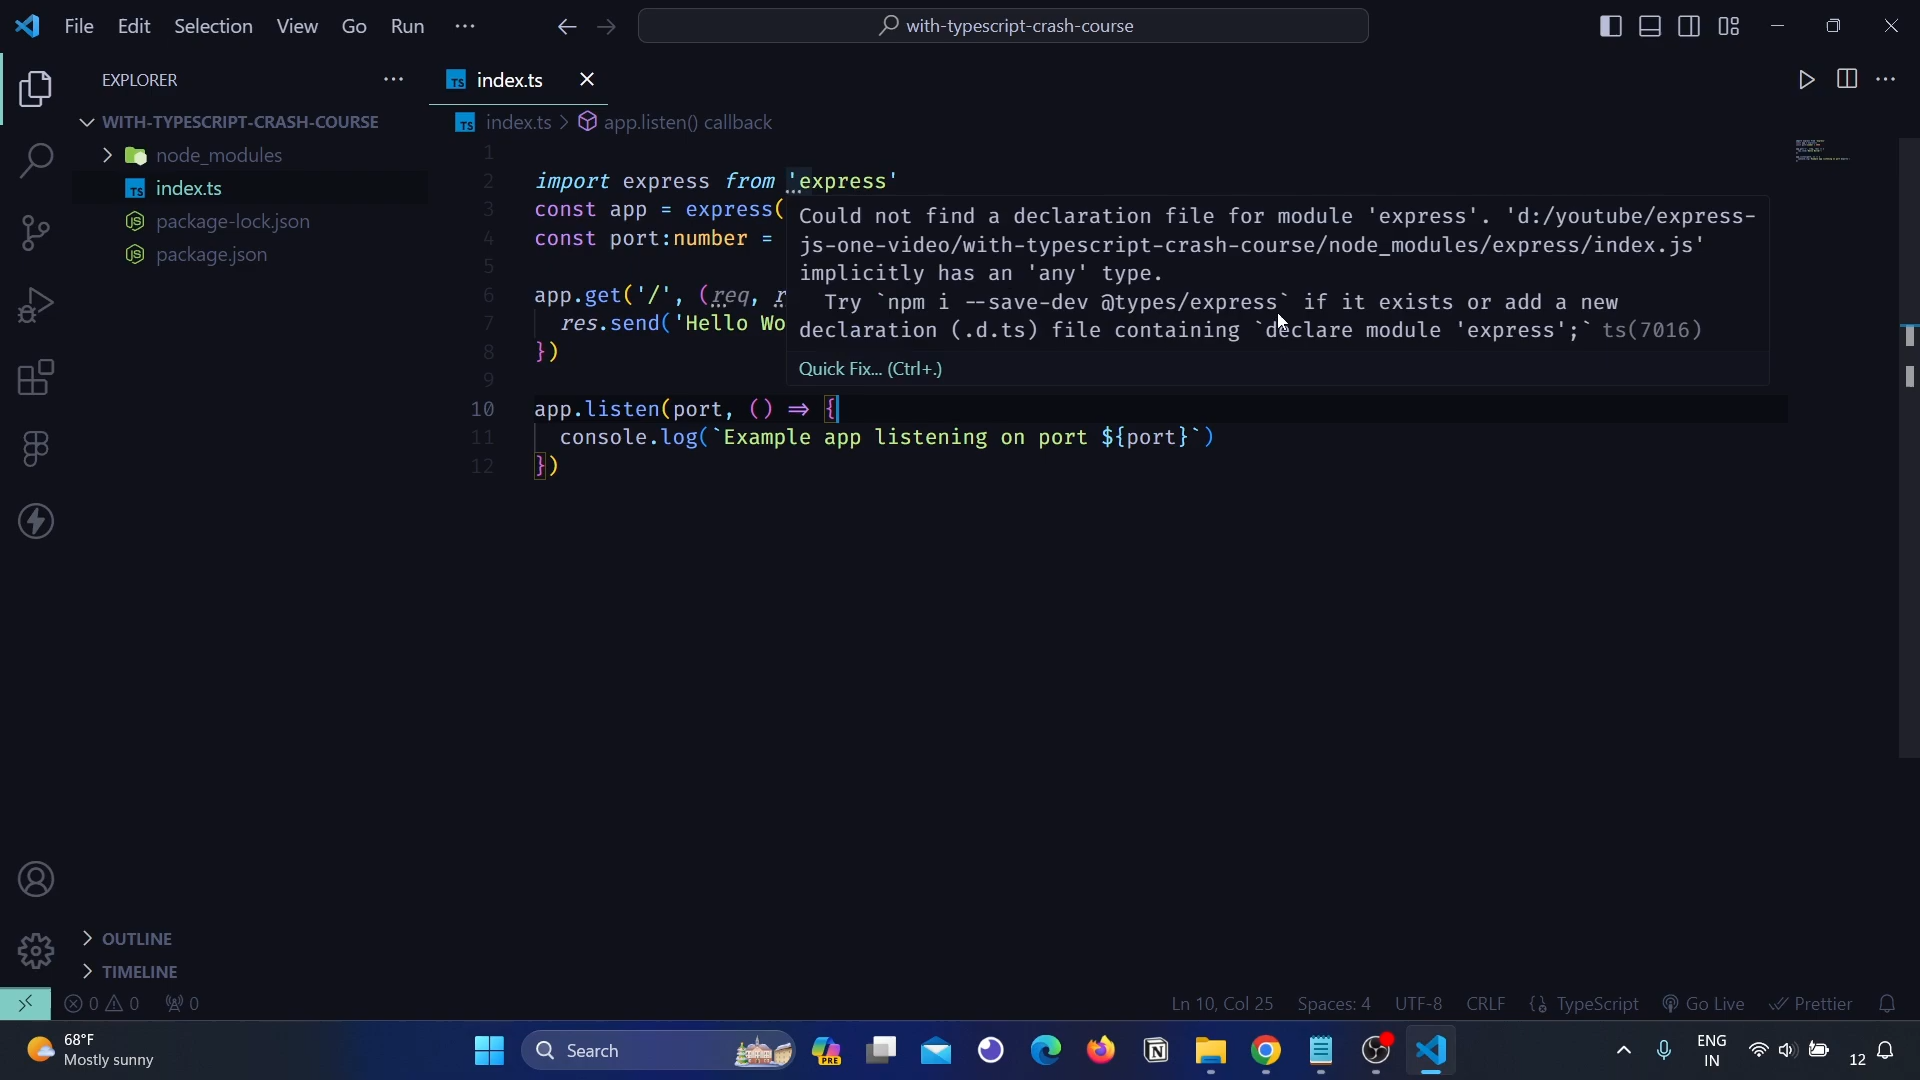 File Edit Selection View Go Run ···
with-typescript-crash-course
EXPLORER ···
WITH-TYPESCRIPT-CRASH-COURSE
node_modules
TS index.ts
package-lock.json
package.json
OUTLINE
TIMELINE
TS index.ts
TS index.ts > app.listen() callback
1
2 import express from 'express'
3 const app = express(
4 const port:number =
5
6 app.get('/', (req, r
7 res.send('Hello Wo
8 })
9
10 app.listen(port, () => {
11 console.log(`Example app listening on port ${port}`)
12 })
Could not find a declaration file for module 'express'. 'd:/youtube/express-
js-one-video/with-typescript-crash-course/node_modules/express/index.js'
implicitly has an 'any' type.
Try `npm i --save-dev @types/express` if it exists or add a new
declaration (.d.ts) file containing `declare module 'express';` ts(7016)
Quick Fix... (Ctrl+.)
0 0 0 Ln 10, Col 25 Spaces: 4 UTF-8 CRLF {} TypeScript Go Live Prettier
68°F
Mostly sunny
Search
PRE
ENG
IN
12